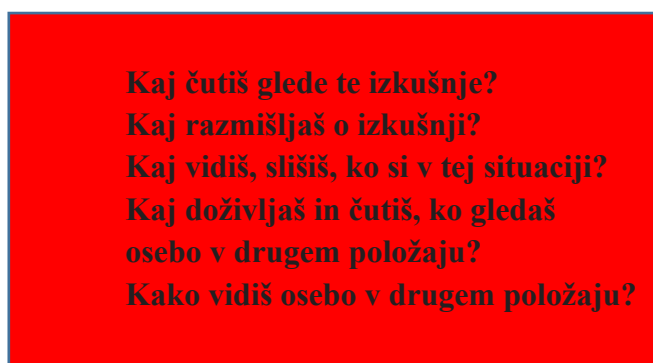 Kaj čutiš glede te izkušnje?
Kaj razmišljaš o izkušnji?
Kaj vidiš, slišiš, ko si v tej situaciji?
Kaj doživljaš in čutiš, ko gledaš
osebo v drugem položaju?
Kako vidiš osebo v drugem položaju?